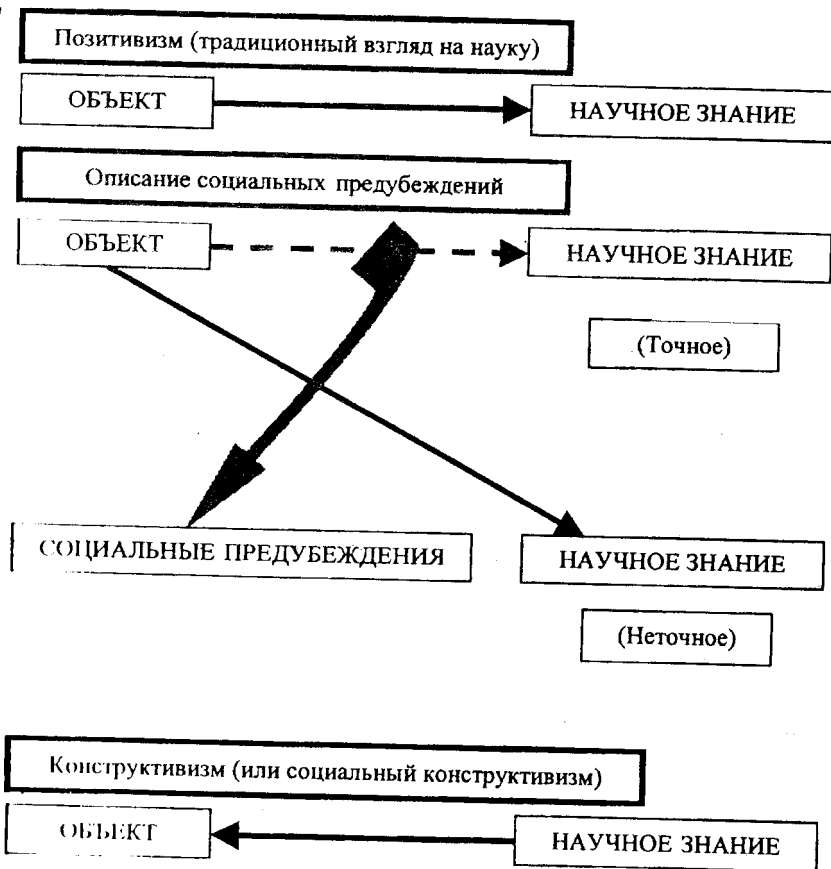 Позитивизм (традиционный взгляд на науку)
ОБЪЕКТ
НАУЧНОЕ ЗНАНИЕ
Описание социальных предубеждений
ОБЪЕКТ
НАУЧНОЕ ЗНАНИЕ
(Точное)
СОЦИАЛЬНЫЕ ПРЕДУБЕЖДЕНИЯ
НАУЧНОЕ ЗНАНИЕ
(Неточное)
Конструктивизм (или социальный конструктивизм)
ОБЪЕКТ
НАУЧНОЕ ЗНАНИЕ